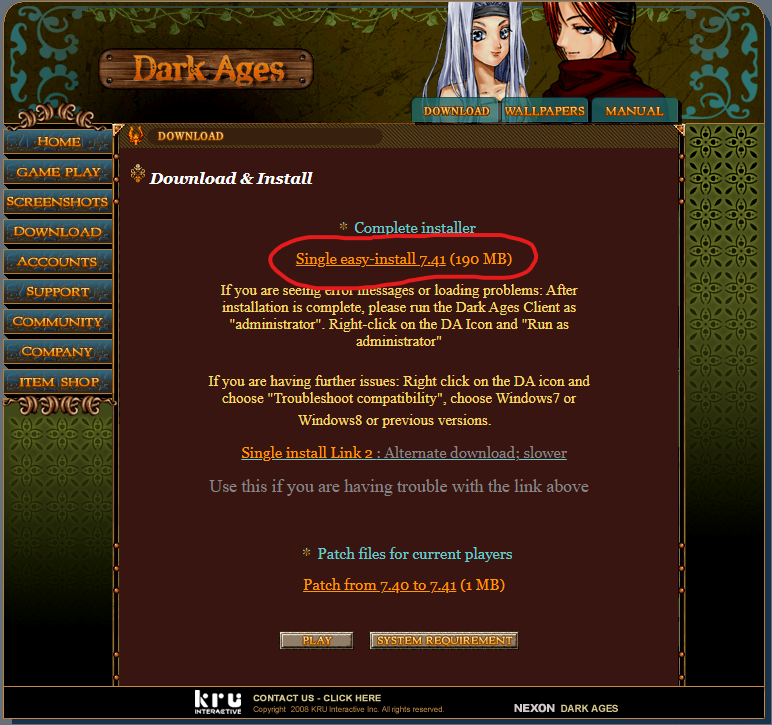 Dark Ages
DOWNLOAD
WALLPAPERS
MANUAL
HOME
GAME PLAY
SCREENSHOTS
DOWNLOAD
ACCOUNTS
SUPPORT
COMMUNITY
COMPANY
ITEM SHOP
DOWNLOAD
Download & Install
* Complete installer
Single easy-install 7.41 (190 MB)
If you are seeing error messages or loading problems: After
installation is complete, please run the Dark Ages Client as
"administrator". Right-click on the DA Icon and "Run as
administrator"
If you are having further issues: Right click on the DA icon and
choose "Troubleshoot compatibility", choose Windows7 or
Windows8 or previous versions.
Single install Link 2 : Alternate download; slower
Use this if you are having trouble with the link above
* Patch files for current players
Patch from 7.40 to 7.41 (1 MB)
PLAY
SYSTEM REQUIREMENT
kru
INTERACTIVE
CONTACT US - CLICK HERE
Copyright 2008 KRU Interactive Inc. All rights reserved.
NEXON DARK AGES